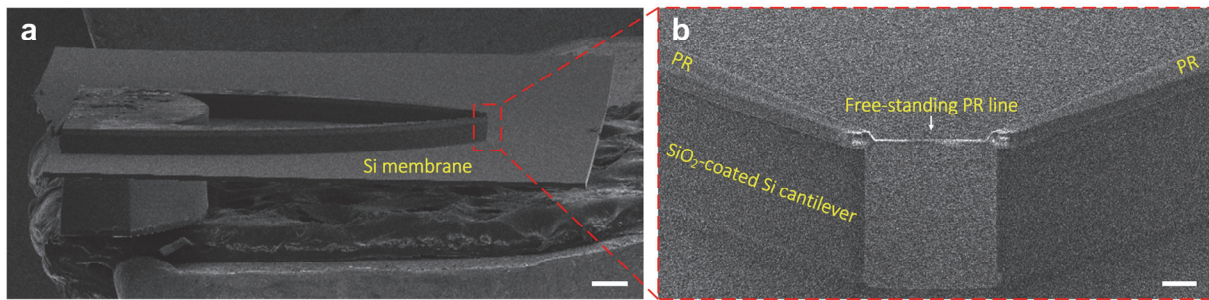 a
Si membrane
b
PR
PR
Free-standing PR line
SiO₂-coated Si cantilever